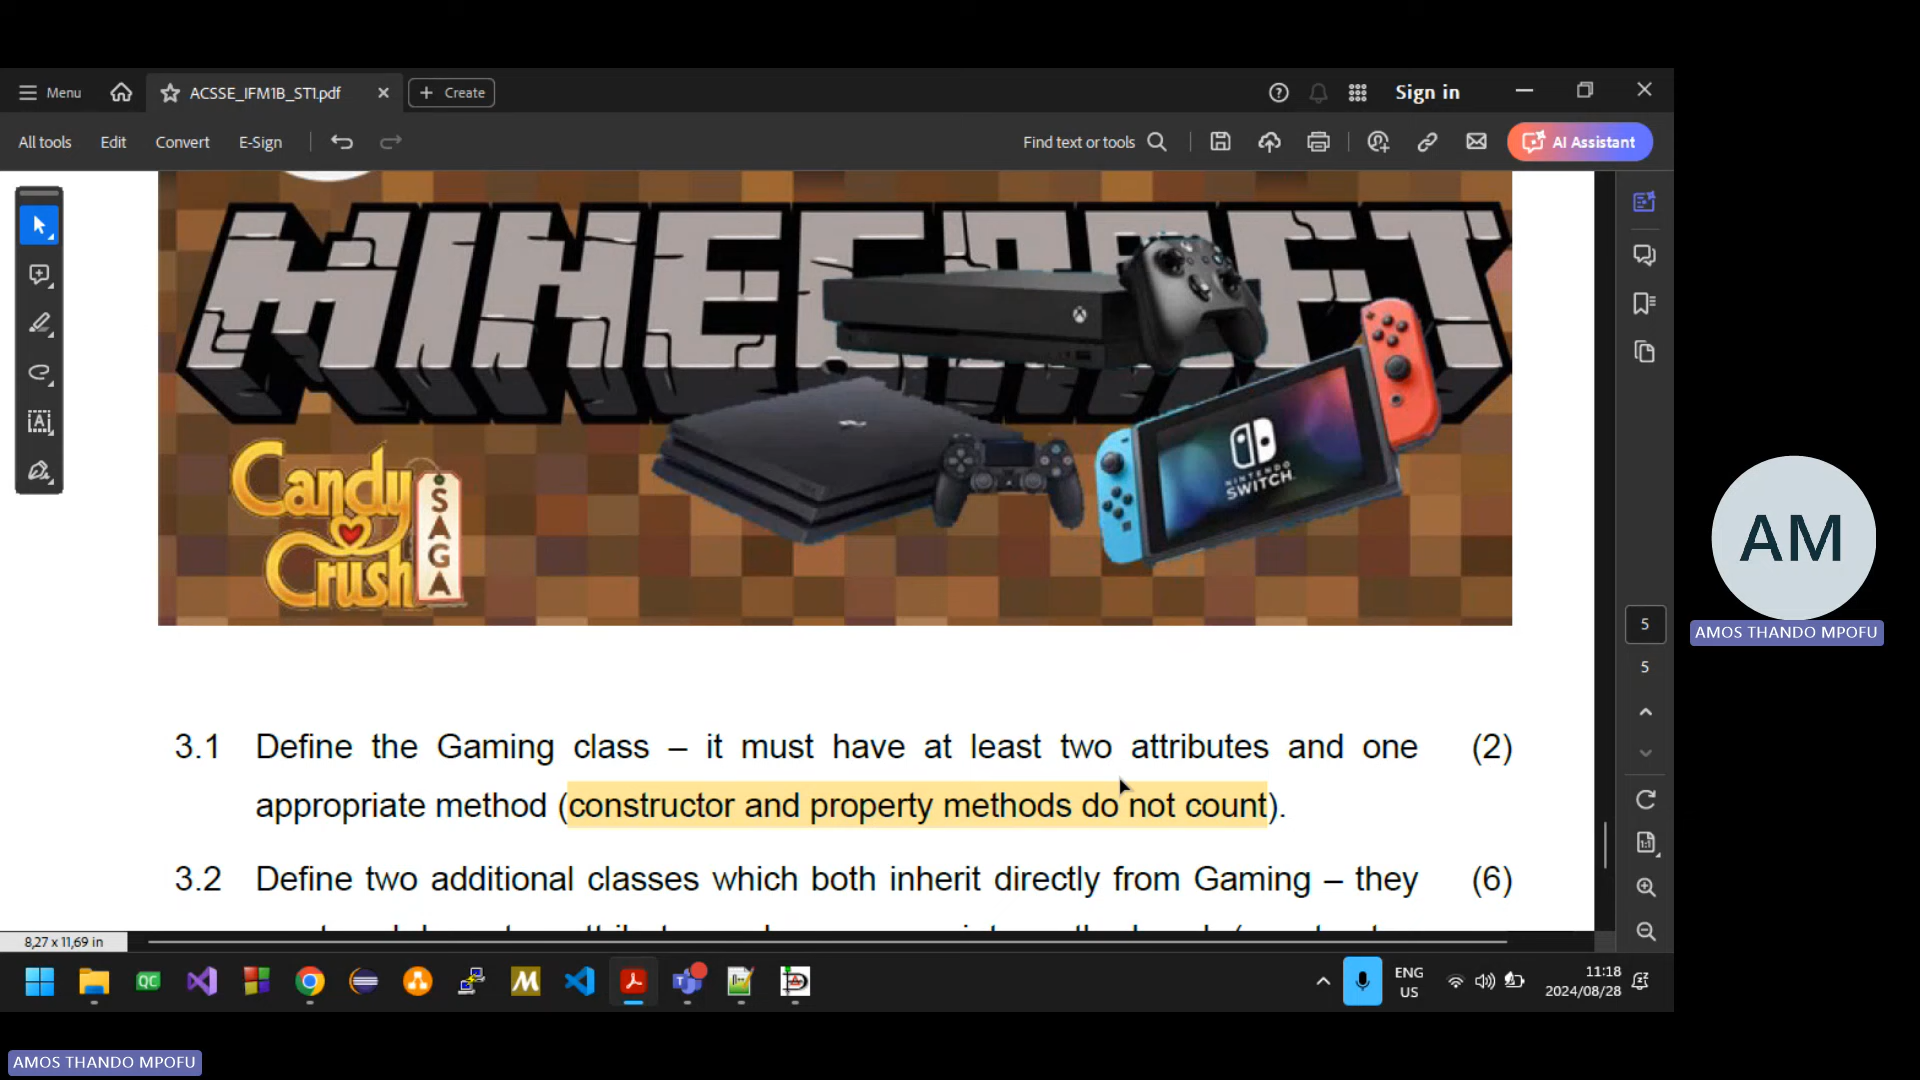 Menu
ACSSE_IFM1B_ST1.pdf
Create
Sign in
All tools
Edit
Convert
E-Sign
Find text or tools
AI Assistant
MINECRAFT
Candy
Crush
SAGA
NINTENDO
SWITCH
3.1 Define the Gaming class – it must have at least two attributes and one (2)
appropriate method (constructor and property methods do not count).
3.2 Define two additional classes which both inherit directly from Gaming – they (6)
5
5
8,27 x 11,69 in
QC
ENG
US
11:18
2024/08/28
AM
AMOS THANDO MPOFU
AMOS THANDO MPOFU